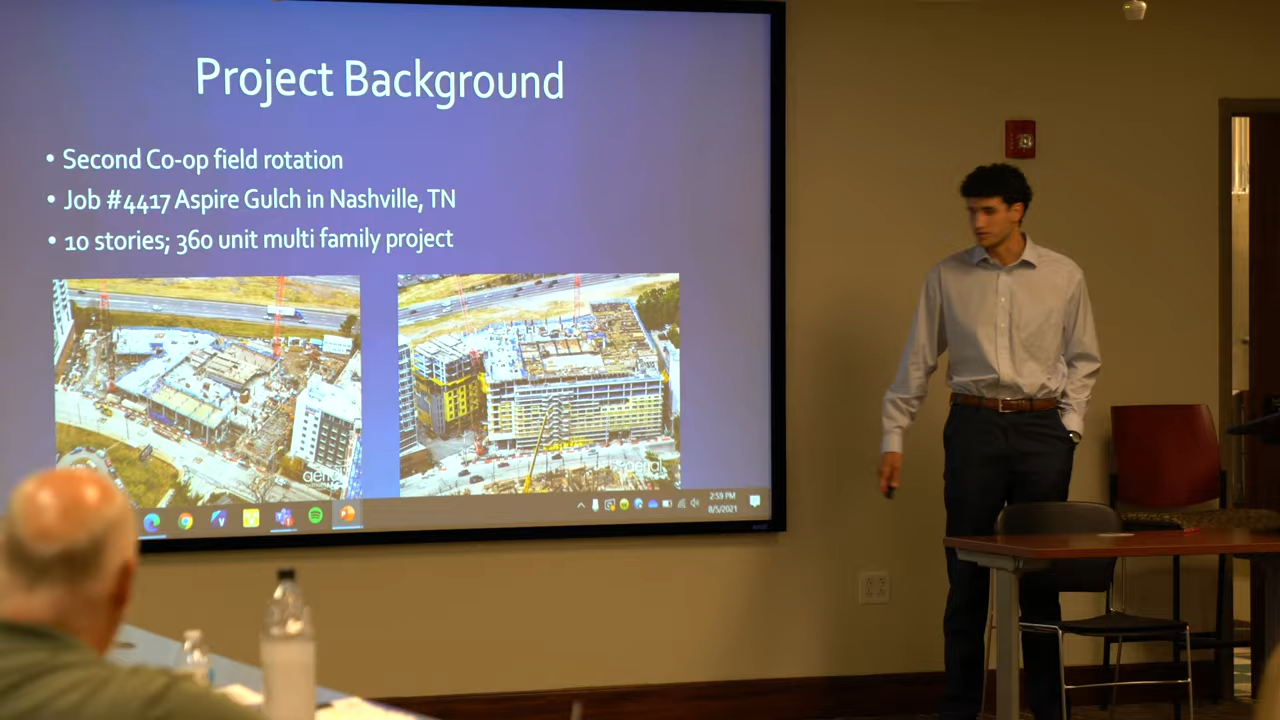 Project Background
• Second Co-op field rotation
• Job #4417 Aspire Gulch in Nashville, TN
• 10 stories; 360 unit multi family project
2:59 PM
8/5/2021